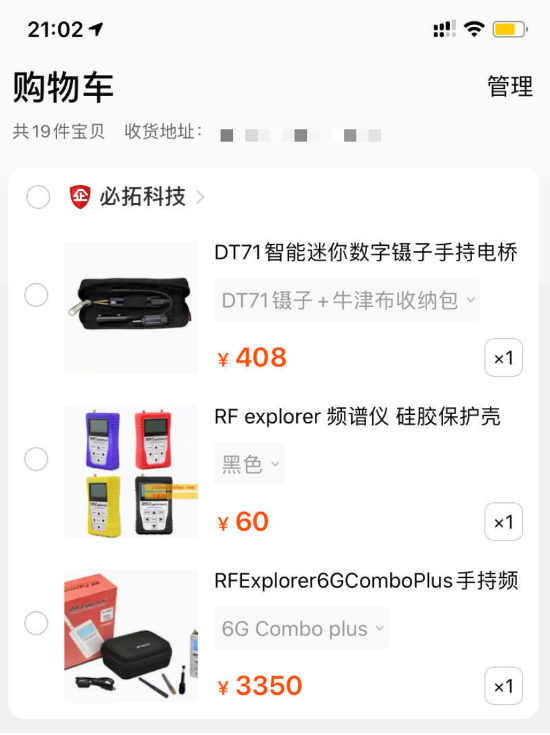 21:02
购物车
管理
共19件宝贝 收货地址：
必拓科技
DT71智能迷你数字镊子手持电桥
DT71镊子+牛津布收纳包
¥ 408
×1
RF explorer 频谱仪 硅胶保护壳
黑色
¥ 60
×1
RFExplorer6GComboPlus手持频
6G Combo plus
¥ 3350
×1